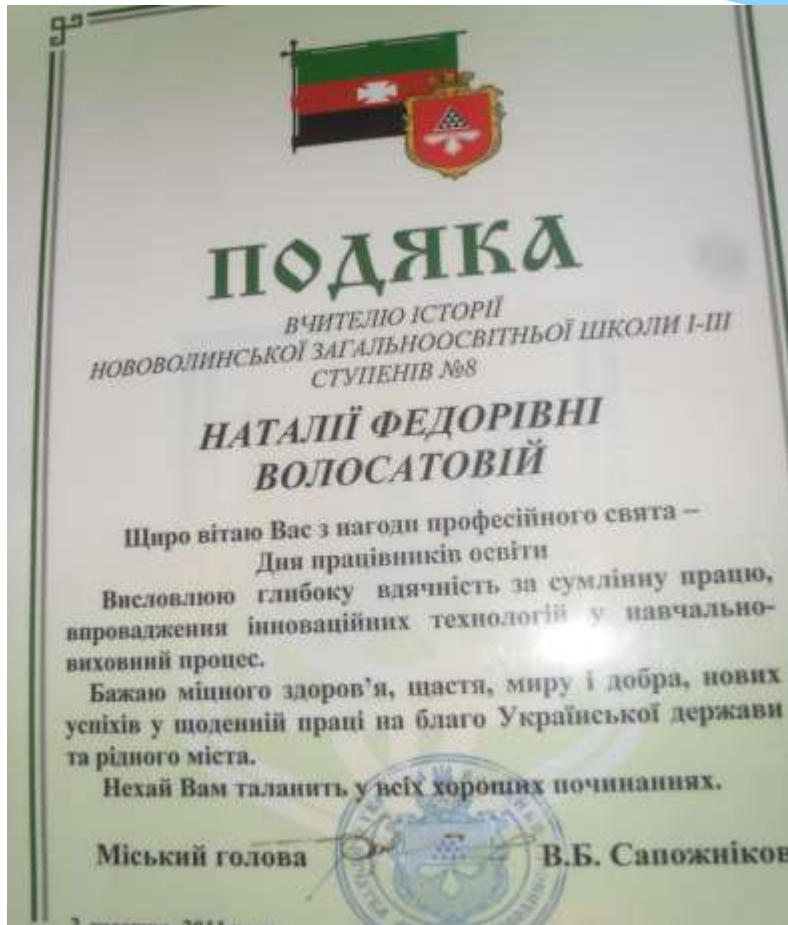 ПОДЯКА
ВЧИТЕЛЮ ІСТОРІЇ
НОВОВОЛИНСЬКОЇ ЗАГАЛЬНООСВІТНЬОЇ ШКОЛИ І-ІІІ
СТУПЕНІВ №8
НАТАЛІЇ ФЕДОРІВНІ
ВОЛОСАТОВІЙ
Щиро вітаю Вас з нагоди професійного свята –
Дня працівників освіти
Висловлюю глибоку вдячність за сумлінну працю,
впровадження інноваційних технологій у навчально-
виховний процес.
Бажаю міцного здоров’я, щастя, миру і добра, нових
успіхів у щоденній праці на благо Української держави
та рідного міста.
Нехай Вам таланить у всіх хороших починаннях.
Міський голова В.Б. Сапожніков